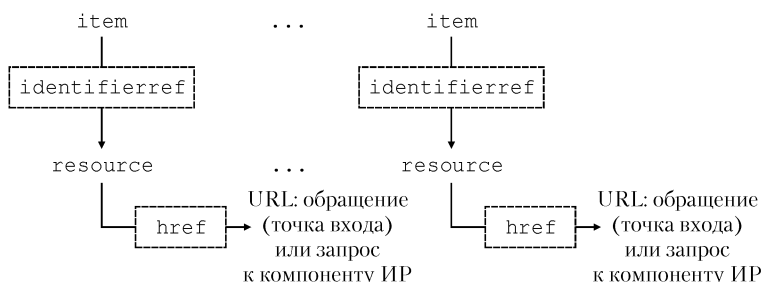 item ... item
identifierref identifierref
resource ... resource
URL: обращение URL: обращение
(точка входа) (точка входа)
href href
или запрос или запрос
к компоненту ИР к компоненту ИР